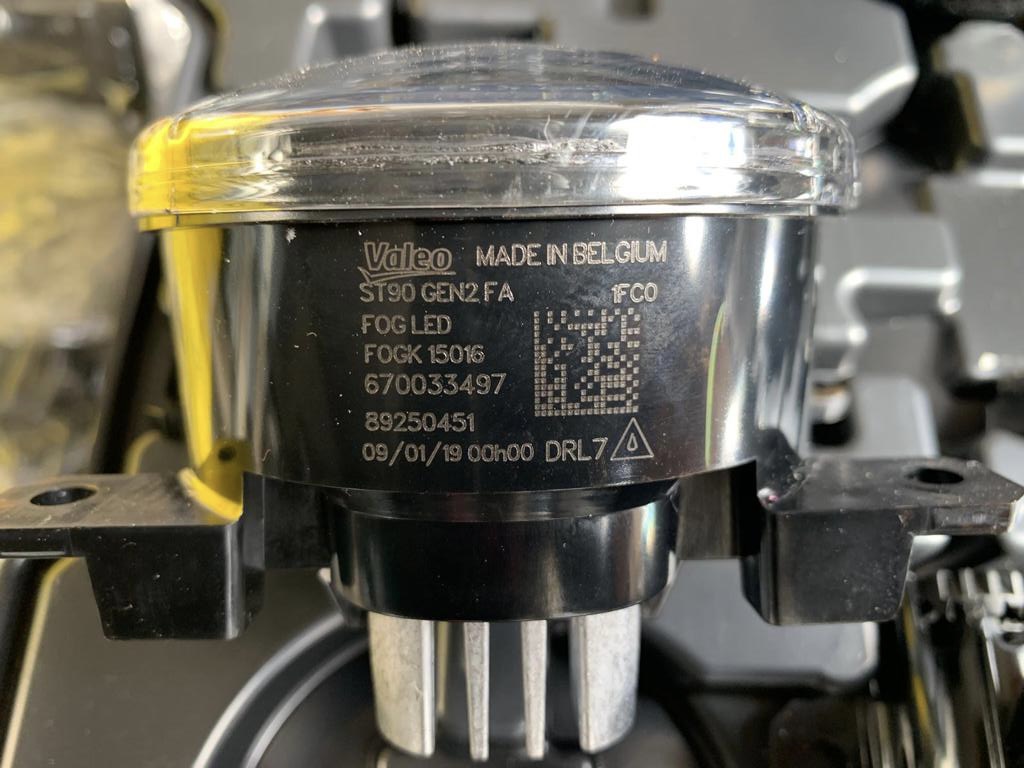 Valeo MADE IN BELGIUM
ST90 GEN2 FA 1FC0
FOG LED
FOGK 15016
670033497
89250451
09/01/19 00h00 DRL7